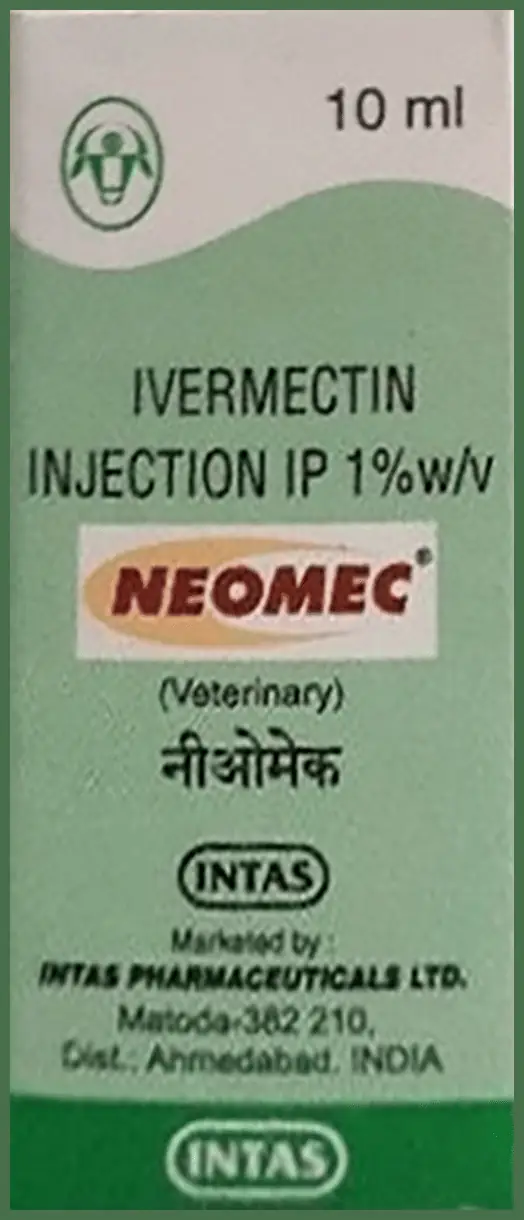 10 ml
IVERMECTIN
INJECTION IP 1%w/v
NEOMEC®
(Veterinary)
नीओमेक
INTAS
Marketed by :
INTAS PHARMACEUTICALS LTD.
Matoda-382 210,
Dist.: Ahmedabad. INDIA
INTAS